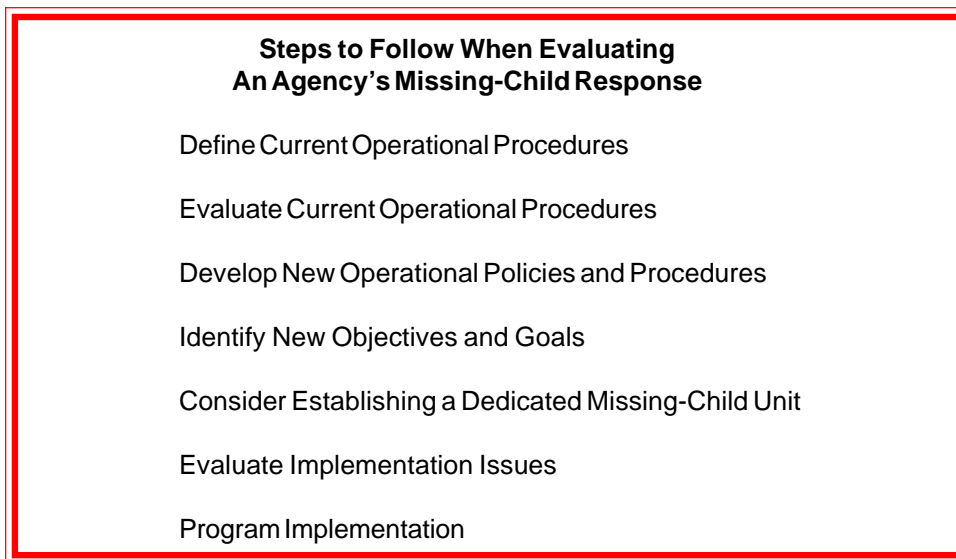 Steps to Follow When Evaluating
An Agency's Missing-Child Response
Define Current Operational Procedures
Evaluate Current Operational Procedures
Develop New Operational Policies and Procedures
Identify New Objectives and Goals
Consider Establishing a Dedicated Missing-Child Unit
Evaluate Implementation Issues
Program Implementation